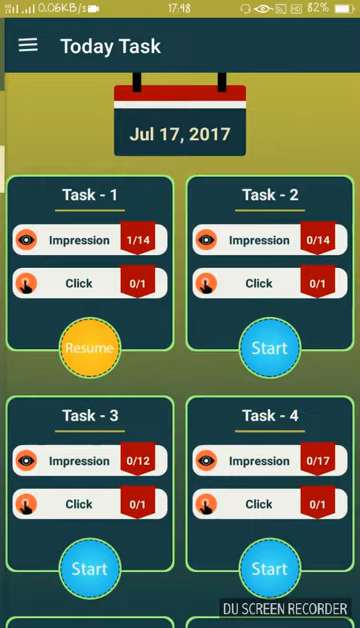 0.06KB/s 17:48 82%
Today Task
Jul 17, 2017
Task - 1 Task - 2
Impression 1/14 Impression 0/14
Click 0/1 Click 0/1
Resume Start
Task - 3 Task - 4
Impression 0/12 Impression 0/17
Click 0/1 Click 0/1
Start Start
DU SCREEN RECORDER